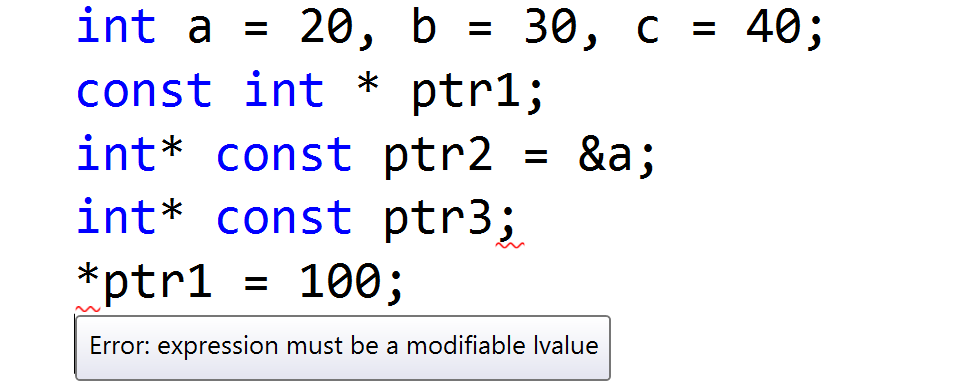 int a = 20, b = 30, c = 40;
const int * ptr1;
int* const ptr2 = &a;
int* const ptr3;
*ptr1 = 100;
Error: expression must be a modifiable lvalue